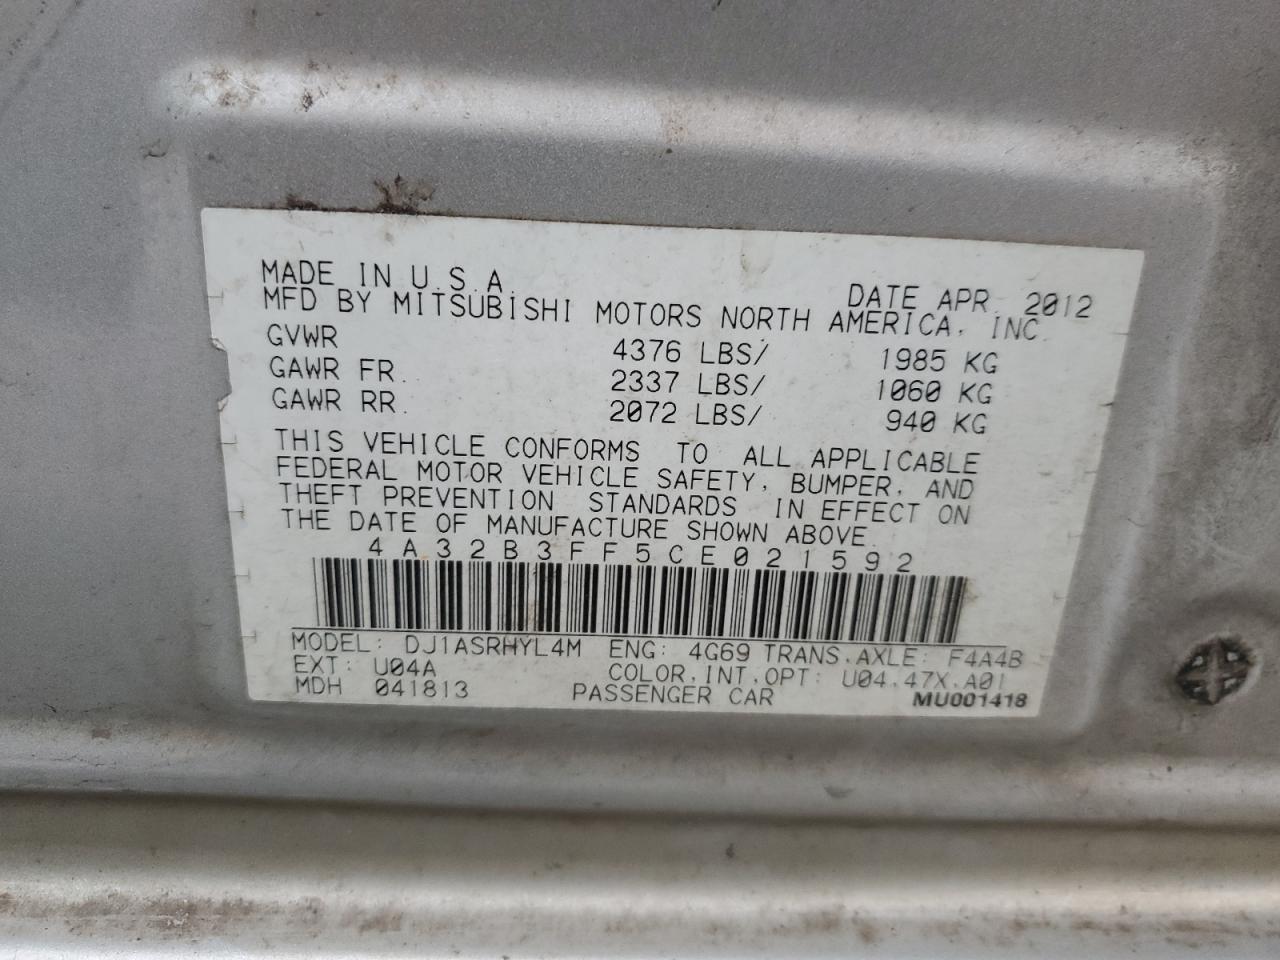 MADE IN U.S.A. DATE APR. 2012
MFD BY MITSUBISHI MOTORS NORTH AMERICA, INC.
GVWR 4376 LBS/ 1985 KG
GAWR FR. 2337 LBS/ 1060 KG
GAWR RR. 2072 LBS/ 940 KG
THIS VEHICLE CONFORMS TO ALL APPLICABLE
FEDERAL MOTOR VEHICLE SAFETY, BUMPER, AND
THEFT PREVENTION STANDARDS IN EFFECT ON
THE DATE OF MANUFACTURE SHOWN ABOVE.
4A32B3FF5CE021592
MODEL: DJ1ASRHYL4M ENG: 4G69 TRANS.AXLE: F4A4B
EXT: U04A COLOR.INT.OPT: U04.47X.A01
MDH 041813 PASSENGER CAR MU001418